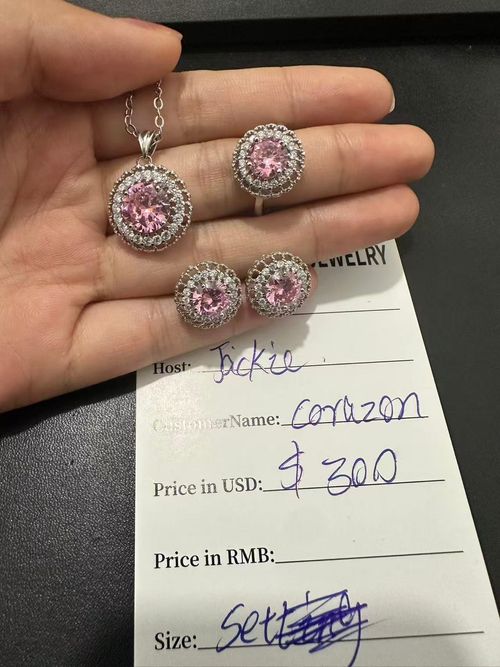 JEWELRY
Host: Jackie
CustomerName: Corazon
Price in USD: $ 300
Price in RMB:
Size: Set